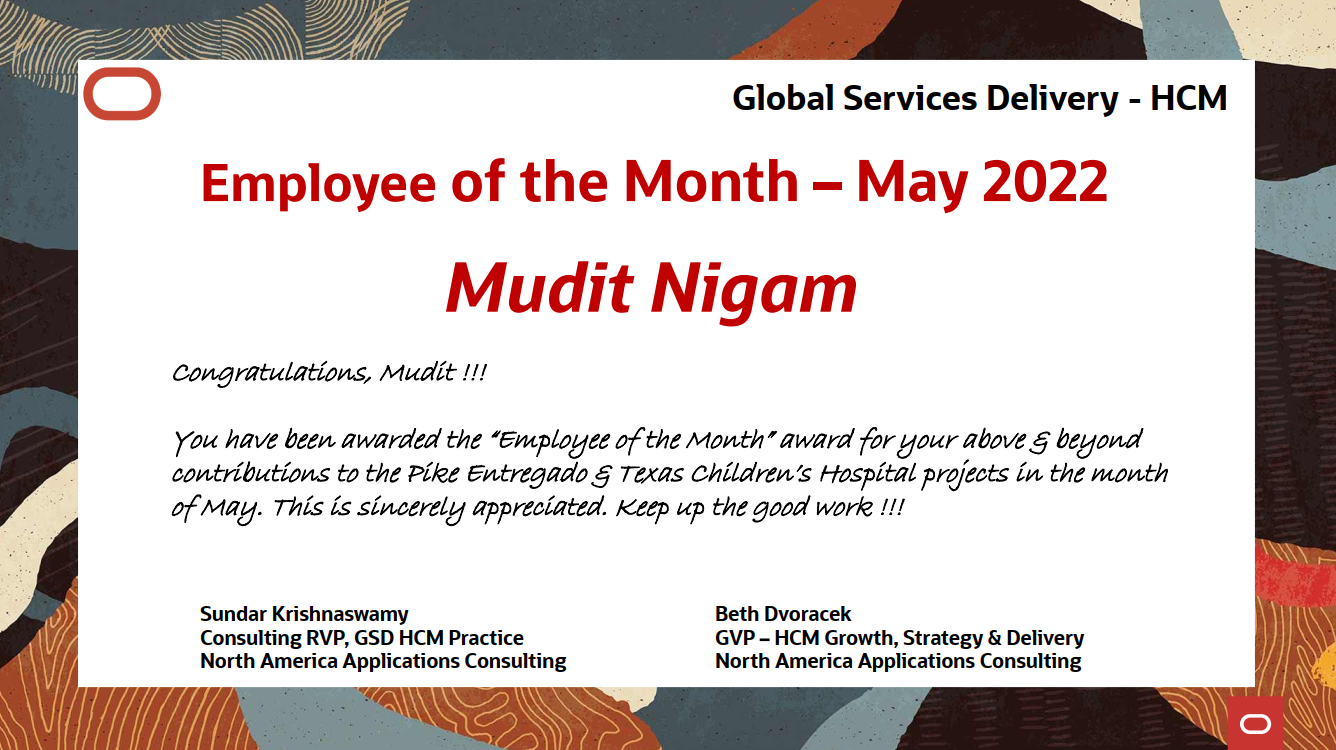 Global Services Delivery - HCM
Employee of the Month – May 2022
Mudit Nigam
Congratulations, Mudit !!!
You have been awarded the “Employee of the Month” award for your above & beyond
contributions to the Pike Entregado & Texas Children’s Hospital projects in the month
of May. This is sincerely appreciated. Keep up the good work !!!
Sundar Krishnaswamy
Consulting RVP, GSD HCM Practice
North America Applications Consulting
Beth Dvoracek
GVP – HCM Growth, Strategy & Delivery
North America Applications Consulting